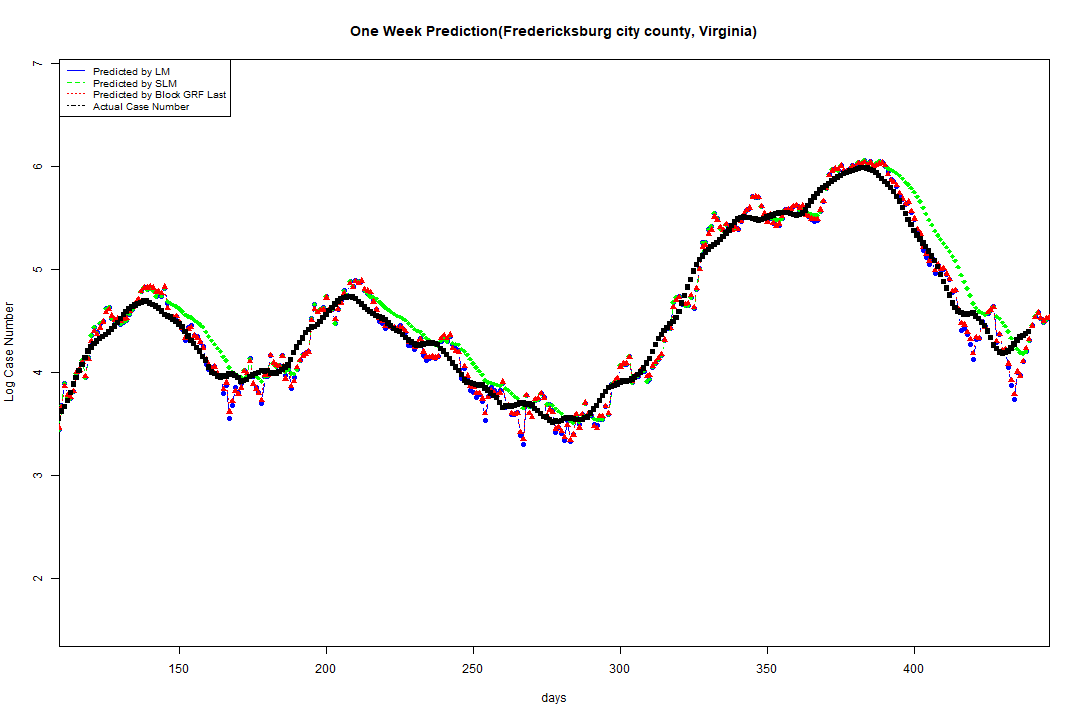 One Week Prediction(Fredericksburg city county, Virginia)
Predicted by LM
Predicted by SLM
Predicted by Block GRF Last
Actual Case Number
7
6
5
4
3
2
Log Case Number
150 200 250 300 350 400
days